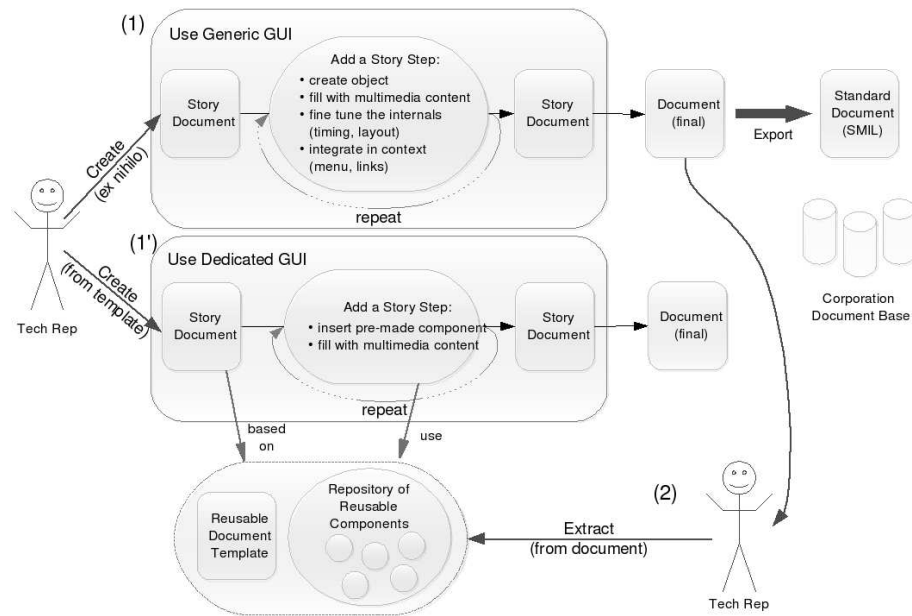 (1)
Use Generic GUI
Story
Document
Add a Story Step:
• create object
• fill with multimedia content
• fine tune the internals
(timing, layout)
• integrate in context
(menu, links)
repeat
Story
Document
Document
(final)
Export
Standard
Document
(SMIL)
Create
(ex nihilo)
Tech Rep
Create
(from template)
(1')
Use Dedicated GUI
Story
Document
Add a Story Step:
• insert pre-made component
• fill with multimedia content
repeat
Story
Document
Document
(final)
Corporation
Document Base
based
on
use
Reusable
Document
Template
Repository of
Reusable
Components
(2)
Extract
(from document)
Tech Rep